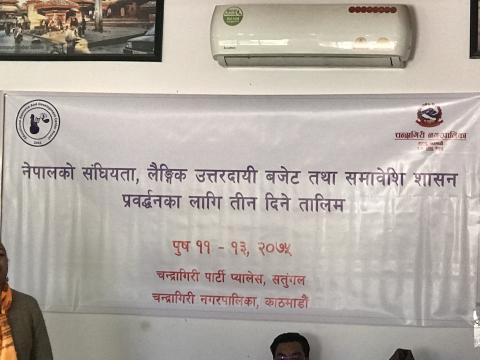 चन्द्रागिरी नगरपालिका
नेपालको संघियता, लैङ्गिक उत्तरदायी बजेट तथा समावेशि शासन
प्रवर्द्धनका लागि तीन दिने तालिम
पुष ११ - १३, २०७५
चन्द्रागिरी पार्टी प्यालेस, सतुंगल
चन्द्रागिरी नगरपालिका, काठमाडौं